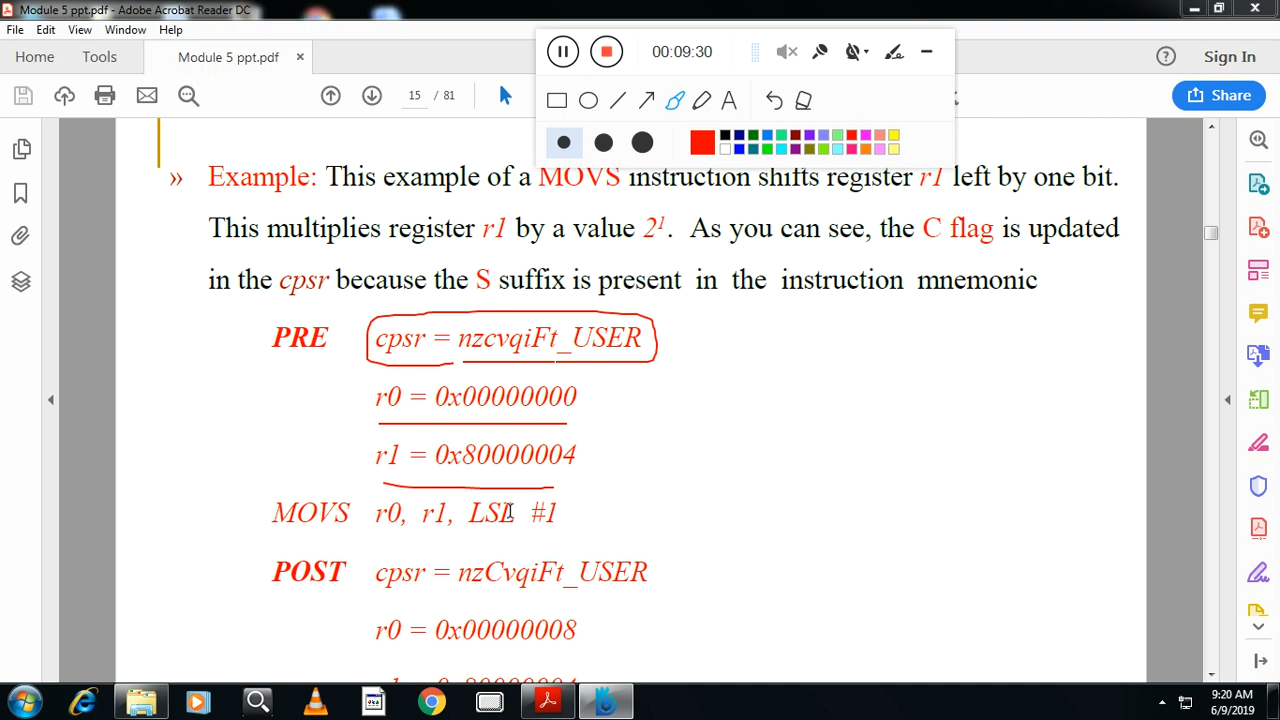 Module 5 ppt.pdf - Adobe Acrobat Reader DC
File Edit View Window Help
Home Tools Module 5 ppt.pdf ×
00:09:30
Sign In
15 / 81
A
Share
» Example: This example of a MOVS instruction shifts register r1 left by one bit.
This multiplies register r1 by a value 2¹. As you can see, the C flag is updated
in the cpsr because the S suffix is present in the instruction mnemonic
PRE cpsr = nzcvqiFt_USER
r0 = 0x00000000
r1 = 0x80000004
MOVS r0, r1, LSL #1
POST cpsr = nzCvqiFt_USER
r0 = 0x00000008
9:20 AM
6/9/2019